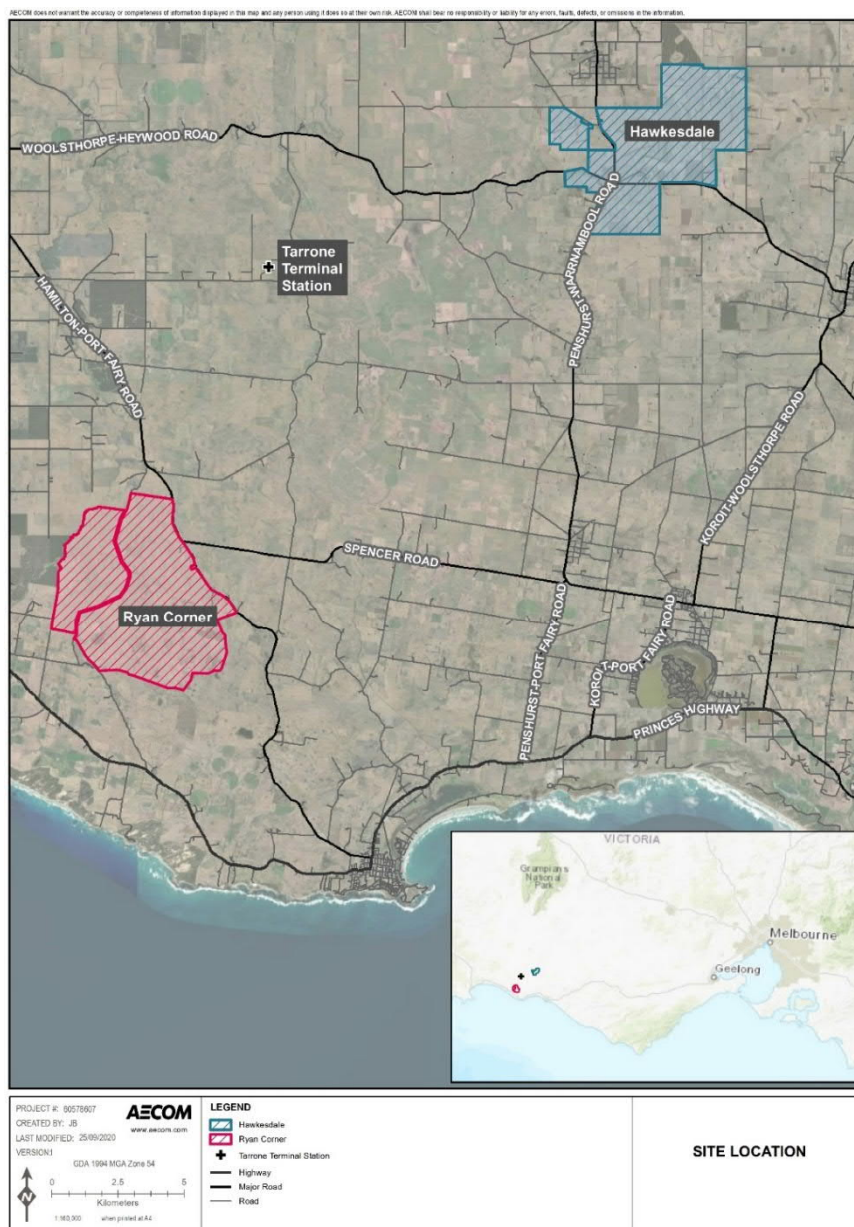 AECOM does not warrant the accuracy or completeness of information displayed in this map and any person using it does so at their own risk. AECOM shall bear no responsibility or liability for any errors, faults, defects, or omissions in the information.
Hawkesdale
WOOLSTHORPE-HEYWOOD ROAD
PENSHURST-WARRNAMBOOL ROAD
Tarrone
Terminal
Station
HAMILTON-PORT FAIRY ROAD
KOROIT-WOOLSTHORPE ROAD
SPENCER ROAD
Ryan Corner
PENSHURST-PORT FAIRY ROAD
KOROIT-PORT FAIRY ROAD
PRINCES HIGHWAY
VICTORIA
Grampians
National
Park
Melbourne
Geelong
PROJECT #: 60578607
CREATED BY: JB
LAST MODIFIED: 25/09/2020
VERSION:1
AECOM
www.aecom.com
GDA 1994 MGA Zone 54
0 2.5 5
Kilometers
1:160,000 when printed at A4
N
LEGEND
Hawkesdale
Ryan Corner
Tarrone Terminal Station
Highway
Major Road
Road
SITE LOCATION